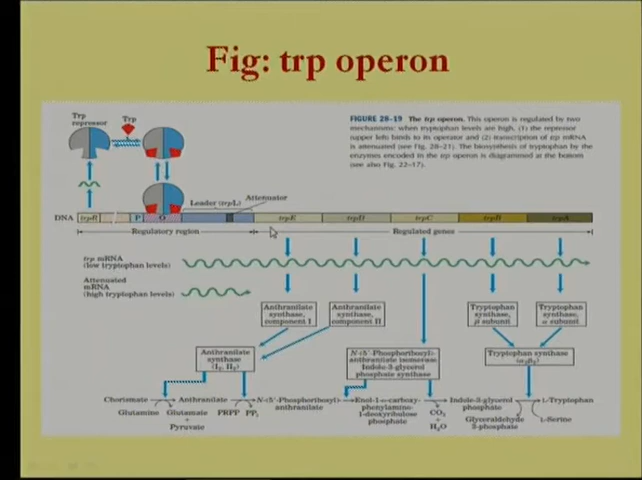 Fig: trp operon
Trp
repressor
Trp
FIGURE 28-19 The trp operon. This operon is regulated by two
mechanisms: when tryptophan levels are high, (1) the repressor
(upper left) binds to its operator and (2) transcription of trp mRNA
is attenuated (see Fig. 28-21). The biosynthesis of tryptophan by the
enzymes encoded in the trp operon is diagrammed at the bottom
(see also Fig. 22-17).
Leader (trpL)
Attenuator
DNA
trpR
P
O
trpE
trpD
trpC
trpB
trpA
Regulatory region
Regulated genes
trp mRNA
(low tryptophan levels)
Attenuated
mRNA
(high tryptophan levels)
Anthranilate
synthase,
component I
Anthranilate
synthase,
component II
Tryptophan
synthase,
β subunit
Tryptophan
synthase,
α subunit
Anthranilate
synthase
(I₂, II₂)
N-(5'-Phosphoribosyl)-
anthranilate isomerase
Indole-3-glycerol
phosphate synthase
Tryptophan synthase
(α₂β₂)
Chorismate
Anthranilate
N-(5'-Phosphoribosyl)-
anthranilate
Enol-1-o-carboxy-
phenylamino-
1-deoxyribulose
phosphate
Indole-3-glycerol
phosphate
L-Tryptophan
Glutamine
Glutamate
+
Pyruvate
PRPP
PPᵢ
CO₂
+
H₂O
Glyceraldehyde
3-phosphate
L-Serine